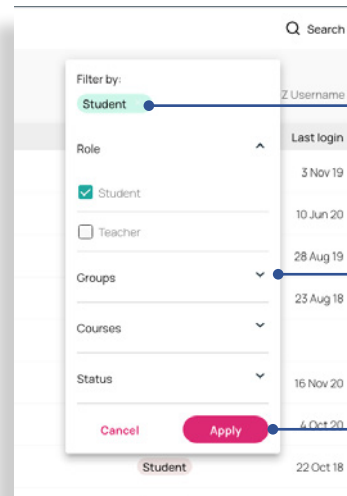 Search
Filter by:
Student
Z Username
Last login
Role
3 Nov 19
Student
10 Jun 20
Teacher
28 Aug 19
Groups
23 Aug 18
Courses
Status
16 Nov 20
Cancel
Apply
4 Oct 20
Student
22 Oct 18